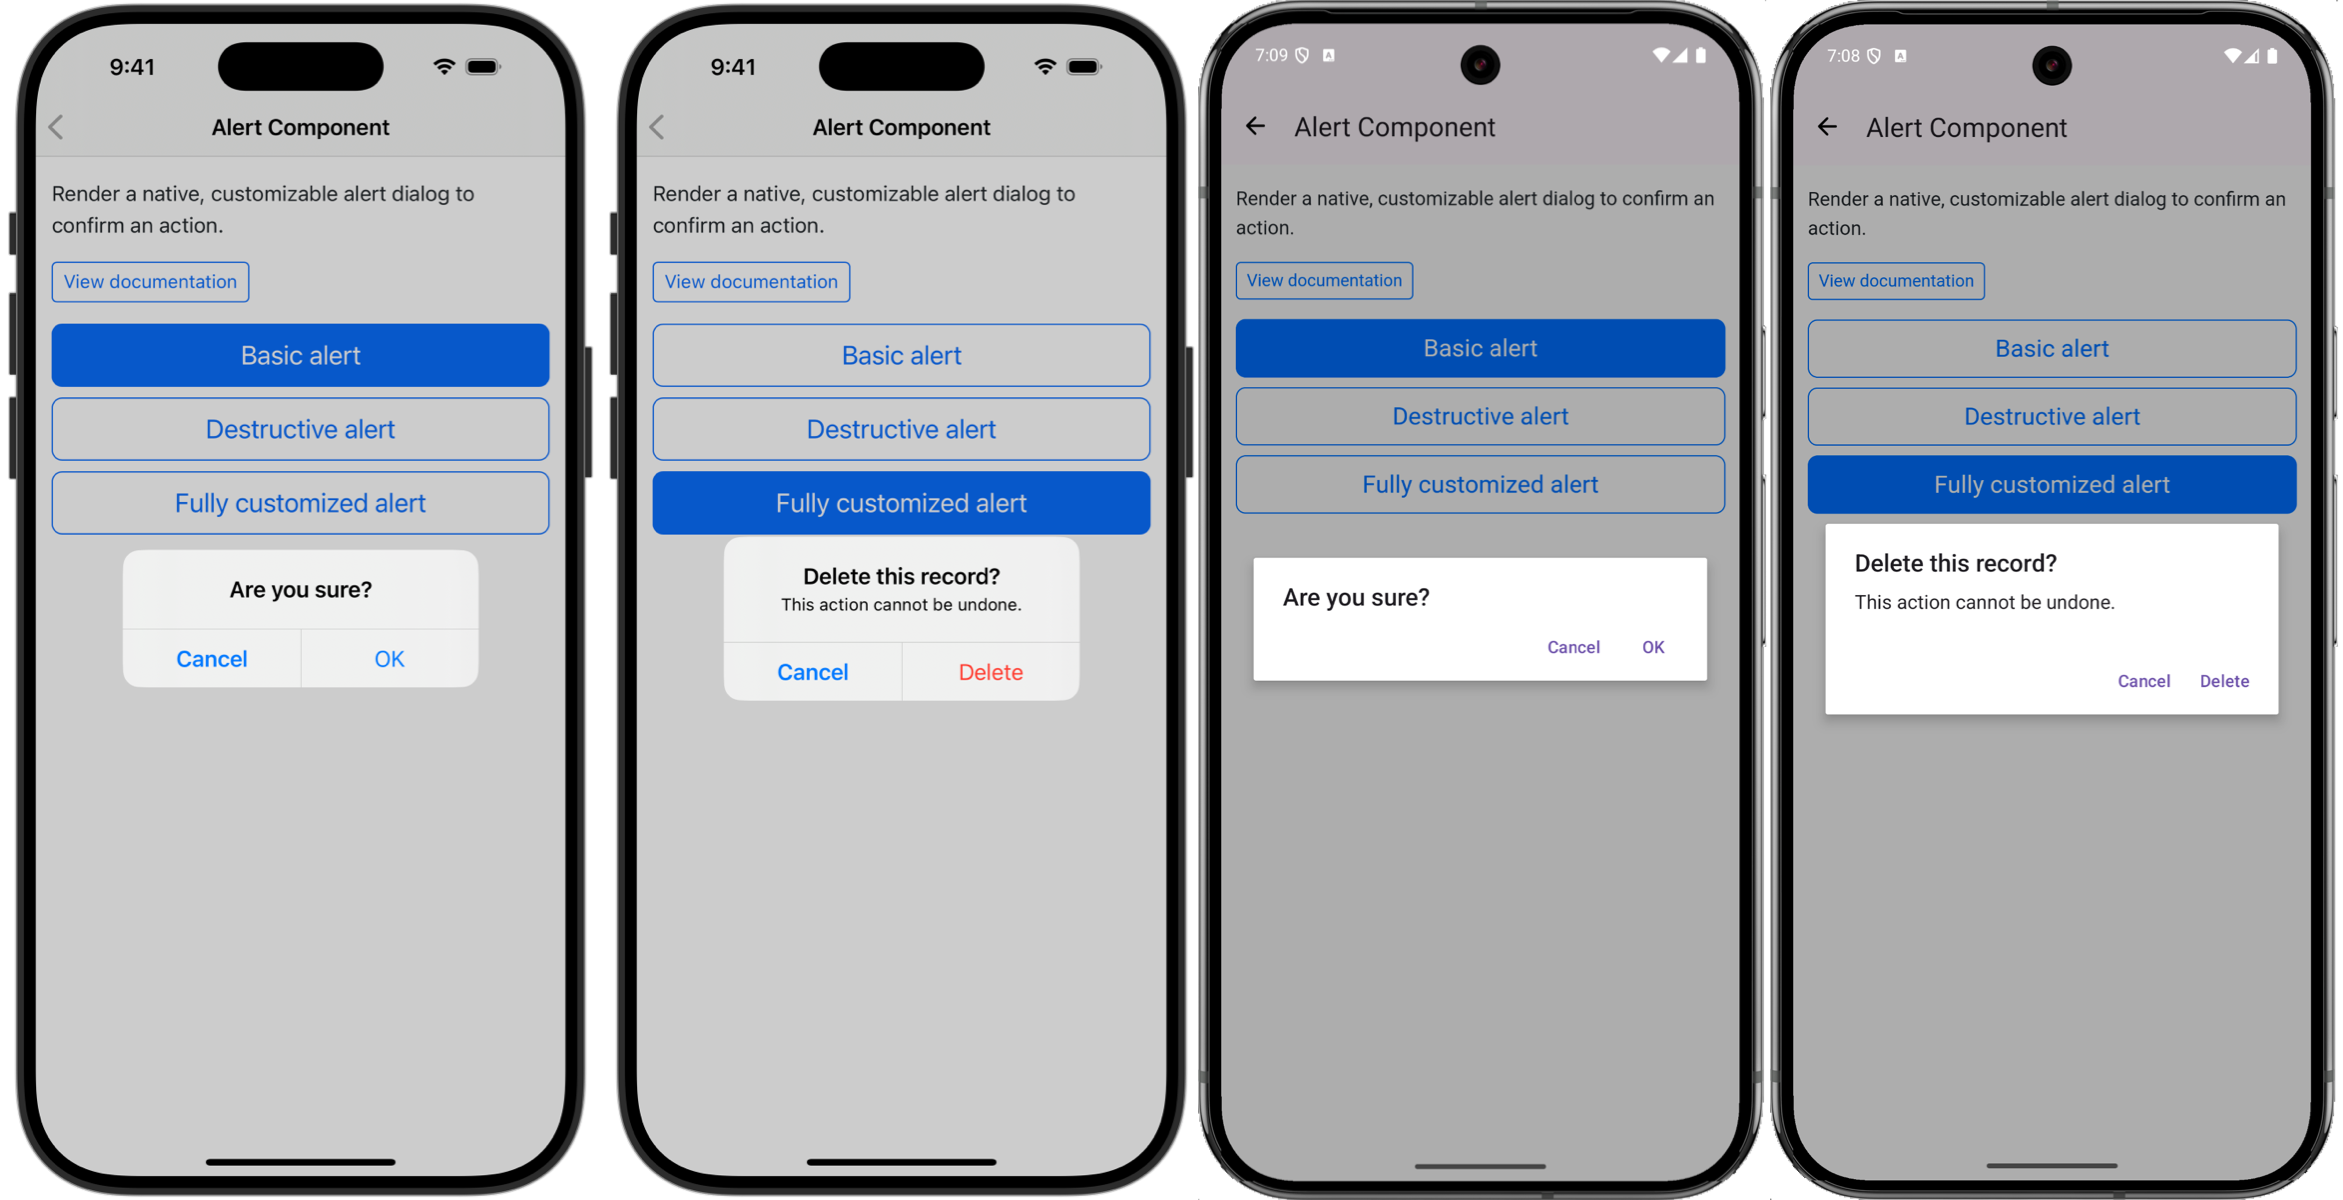 9:41
Alert Component
Render a native, customizable alert dialog to
confirm an action.
View documentation
Basic alert
Destructive alert
Fully customized alert
Are you sure?
Cancel
OK
9:41
Alert Component
Render a native, customizable alert dialog to
confirm an action.
View documentation
Basic alert
Destructive alert
Fully customized alert
Delete this record?
This action cannot be undone.
Cancel
Delete
7:09
A
Alert Component
Render a native, customizable alert dialog to confirm an
action.
View documentation
Basic alert
Destructive alert
Fully customized alert
Are you sure?
Cancel
OK
7:08
A
Alert Component
Render a native, customizable alert dialog to confirm an
action.
View documentation
Basic alert
Destructive alert
Fully customized alert
Delete this record?
This action cannot be undone.
Cancel
Delete